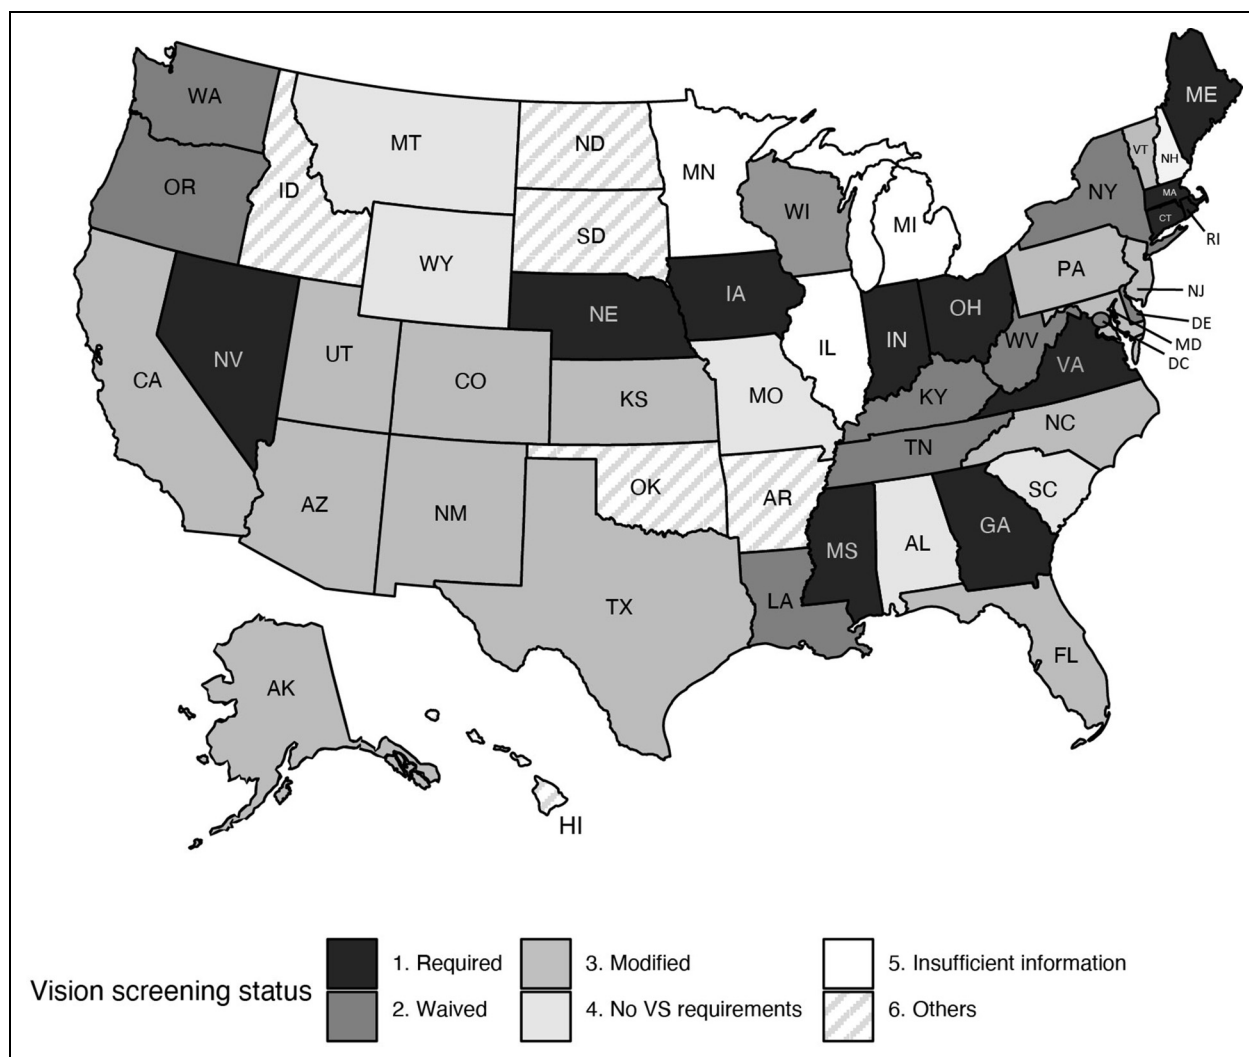 ME
WA
MT
ND
MN
VT
NH
OR
ID
NY
MA
WI
SD
MI
CT
RI
WY
PA
NJ
IA
OH
NE
DE
IN
WV
MD
UT
NV
IL
VA
DC
CA
CO
MO
KY
KS
NC
TN
OK
AR
SC
AZ
NM
GA
MS
AL
TX
LA
FL
AK
HI
Vision screening status
1. Required
2. Waived
3. Modified
4. No VS requirements
5. Insufficient information
6. Others